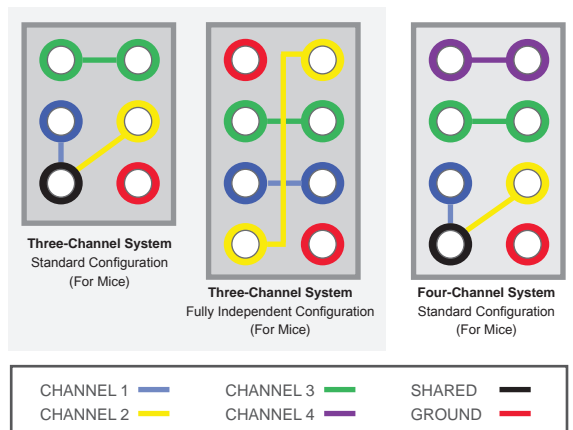 Three-Channel System
Standard Configuration
(For Mice)
Three-Channel System
Fully Independent Configuration
(For Mice)
Four-Channel System
Standard Configuration
(For Mice)
CHANNEL 1
CHANNEL 3
SHARED
CHANNEL 2
CHANNEL 4
GROUND